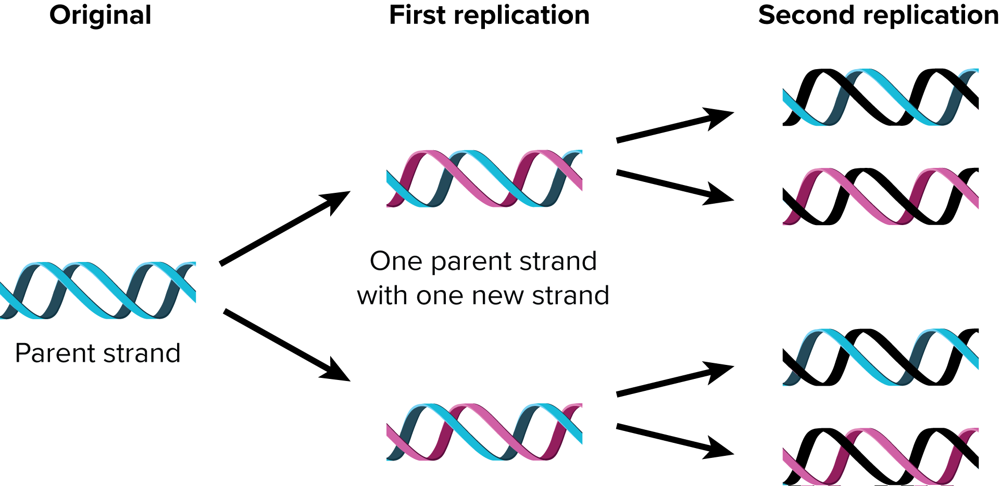 Original
First replication
Second replication
One parent strand
with one new strand
Parent strand